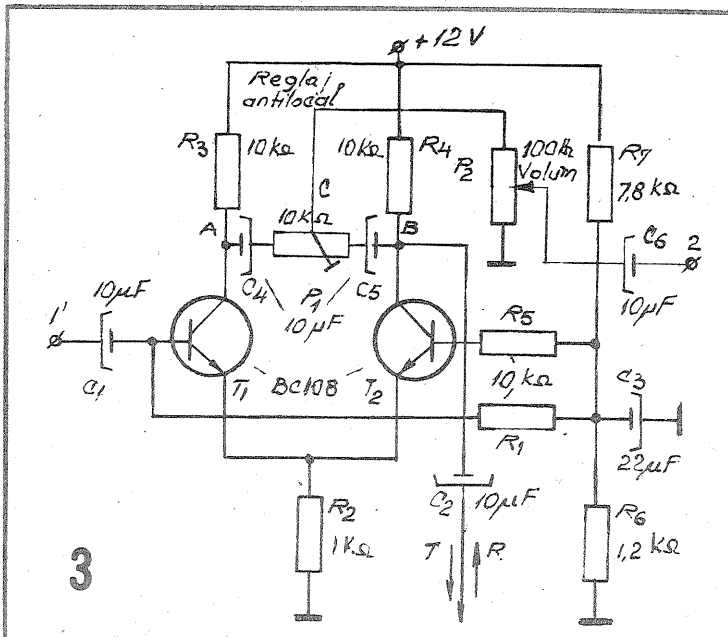 +12V
Reglaj
antilocal
R3
10kΩ
10kΩ
R4
P2
100kΩ
Volum
R7
7,8 kΩ
C
A
10kΩ
B
C6
2
10μF
C4
P1
C5
10μF
10μF
1'
C1
T1
BC108
T2
R5
10kΩ
R1
C3
22μF
R2
1KΩ
C2
10μF
T
R
R6
1,2 kΩ
3